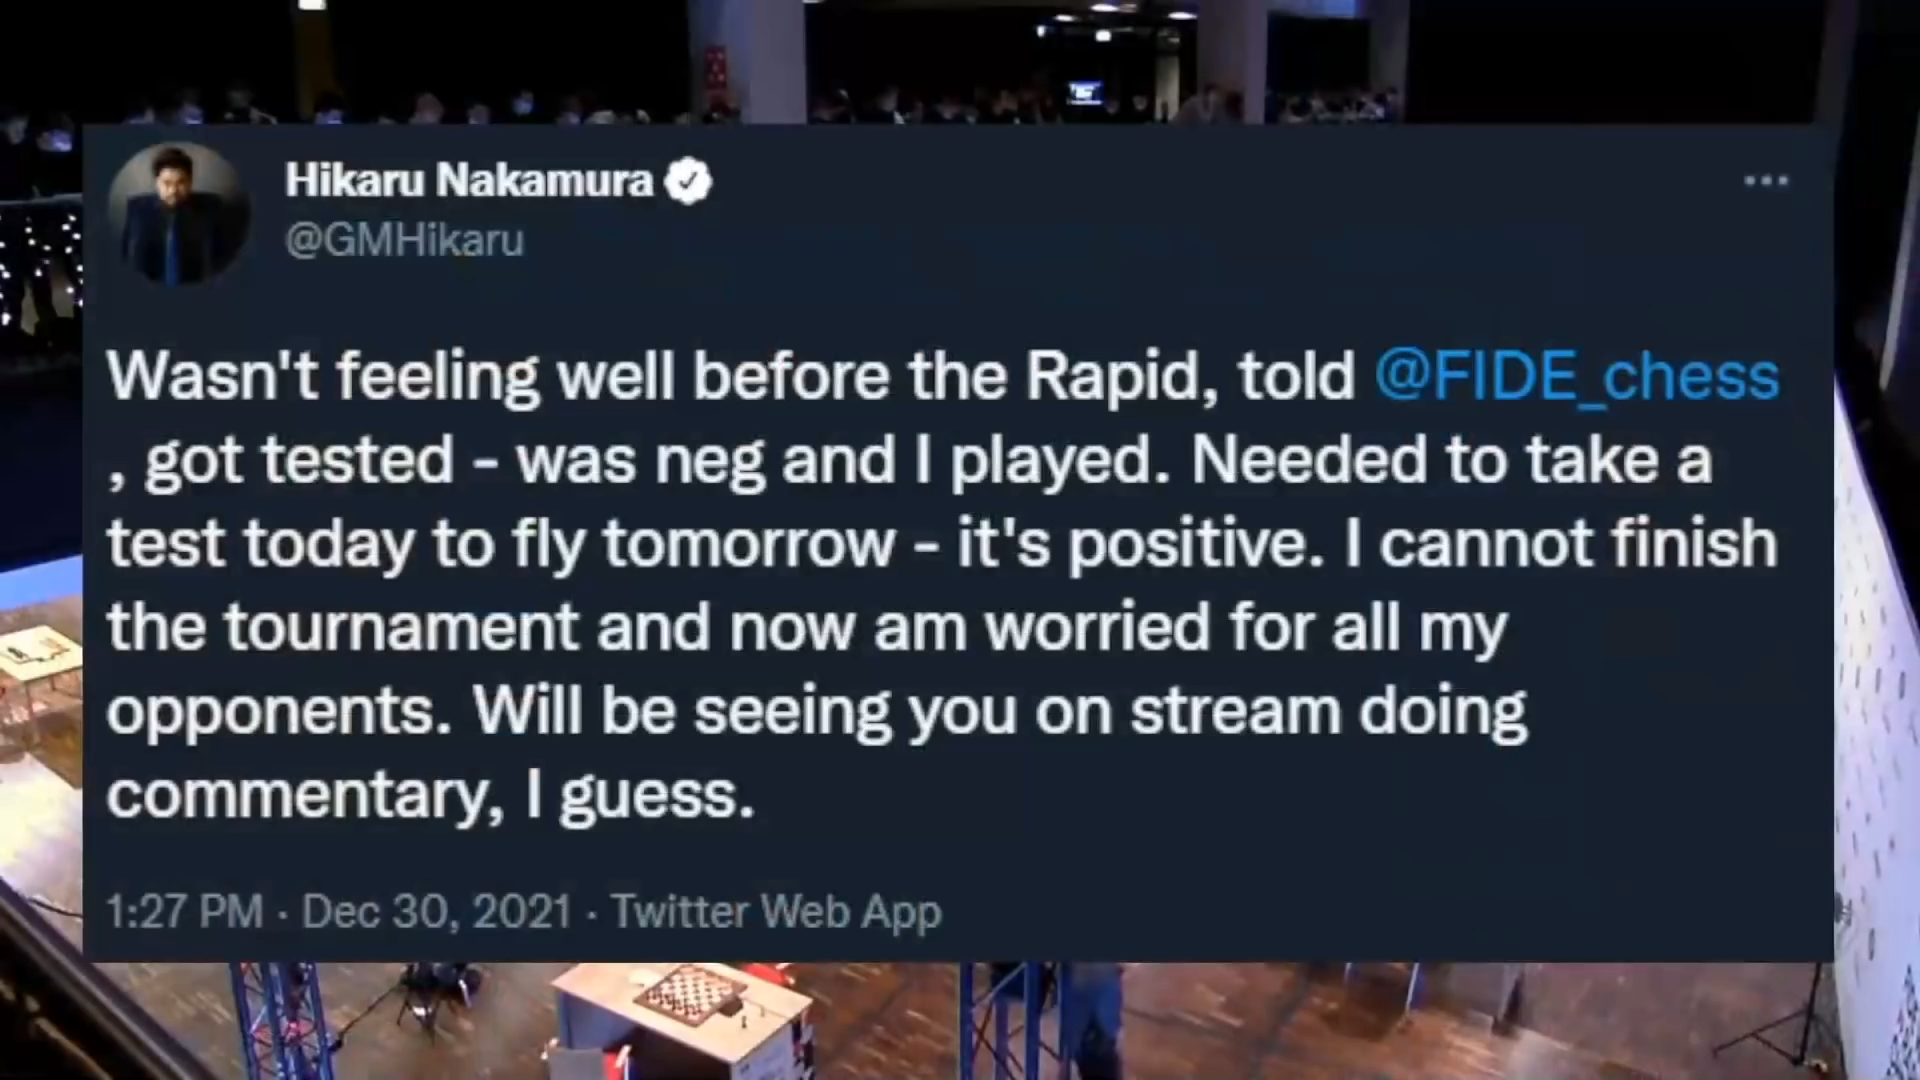 Hikaru Nakamura
@GMHikaru
Wasn't feeling well before the Rapid, told @FIDE_chess
, got tested - was neg and I played. Needed to take a
test today to fly tomorrow - it's positive. I cannot finish
the tournament and now am worried for all my
opponents. Will be seeing you on stream doing
commentary, I guess.
1:27 PM · Dec 30, 2021 · Twitter Web App